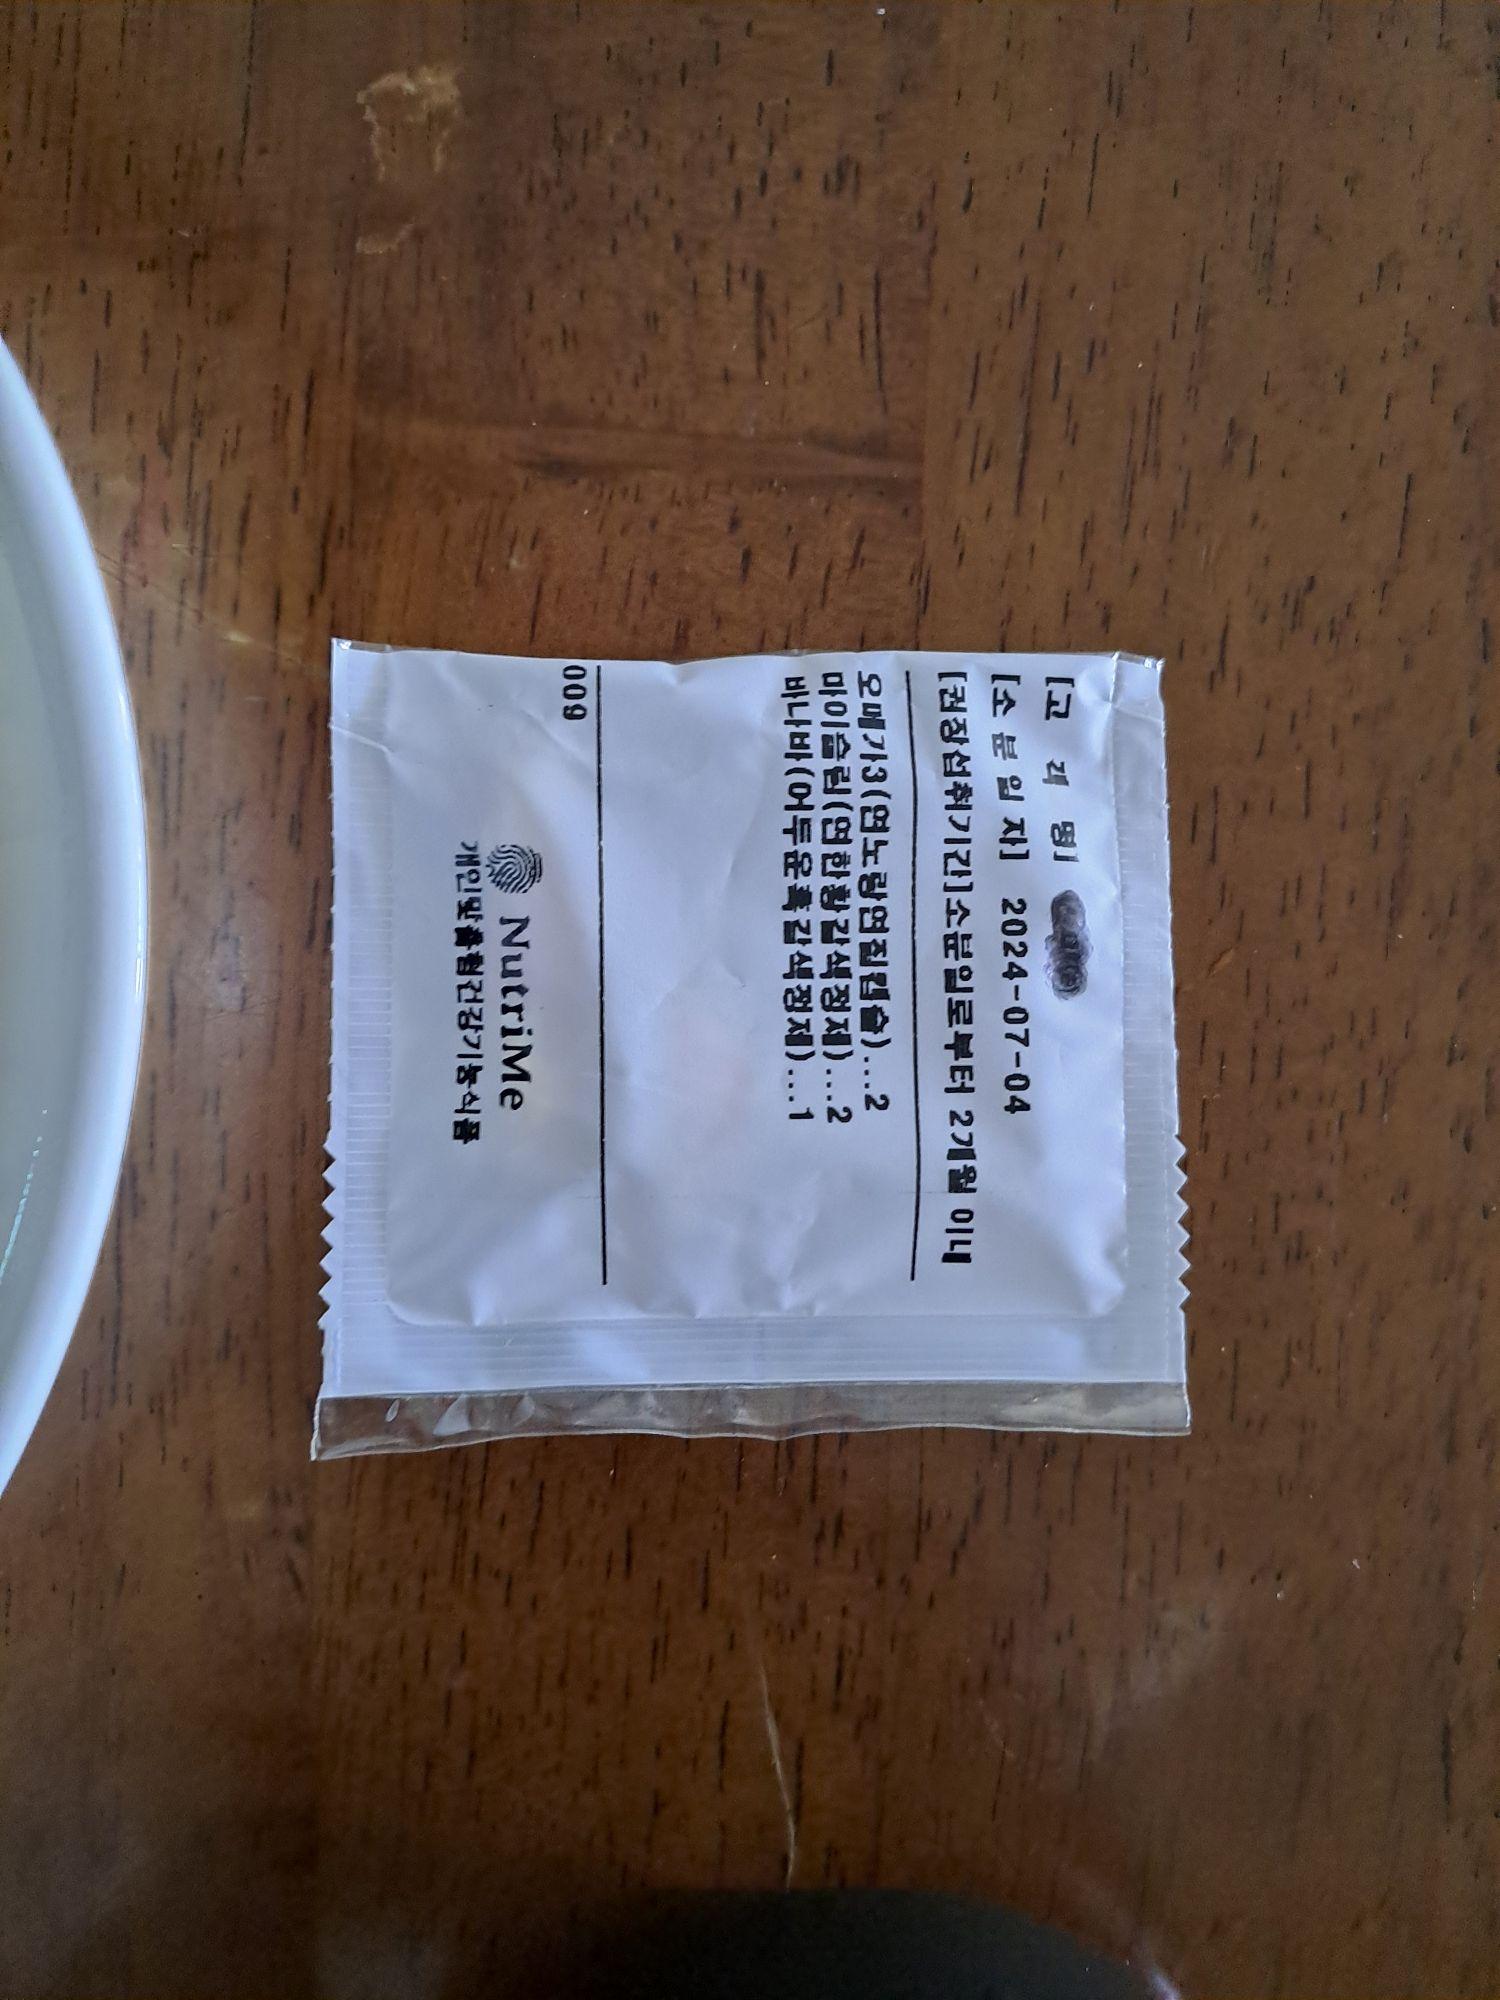 [고 객 명]
[소 분 일 자] 2024-07-04
[권장섭취기간]소분일로부터 2개월 이내
오메가3(연노랑연질캡슐)...2
마이슬림(연한황갈색정제)...2
바나바(어두운록갈색정제)...1
009
NutriMe
개인맞춤형건강기능식품